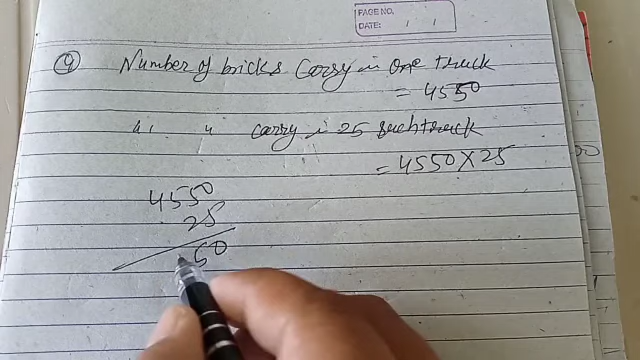 PAGE NO.
DATE: / /
9 Number of bricks Carry in One truck
= 4550
" " carry in 25 such truck
= 4550 X 25
4550
25
50